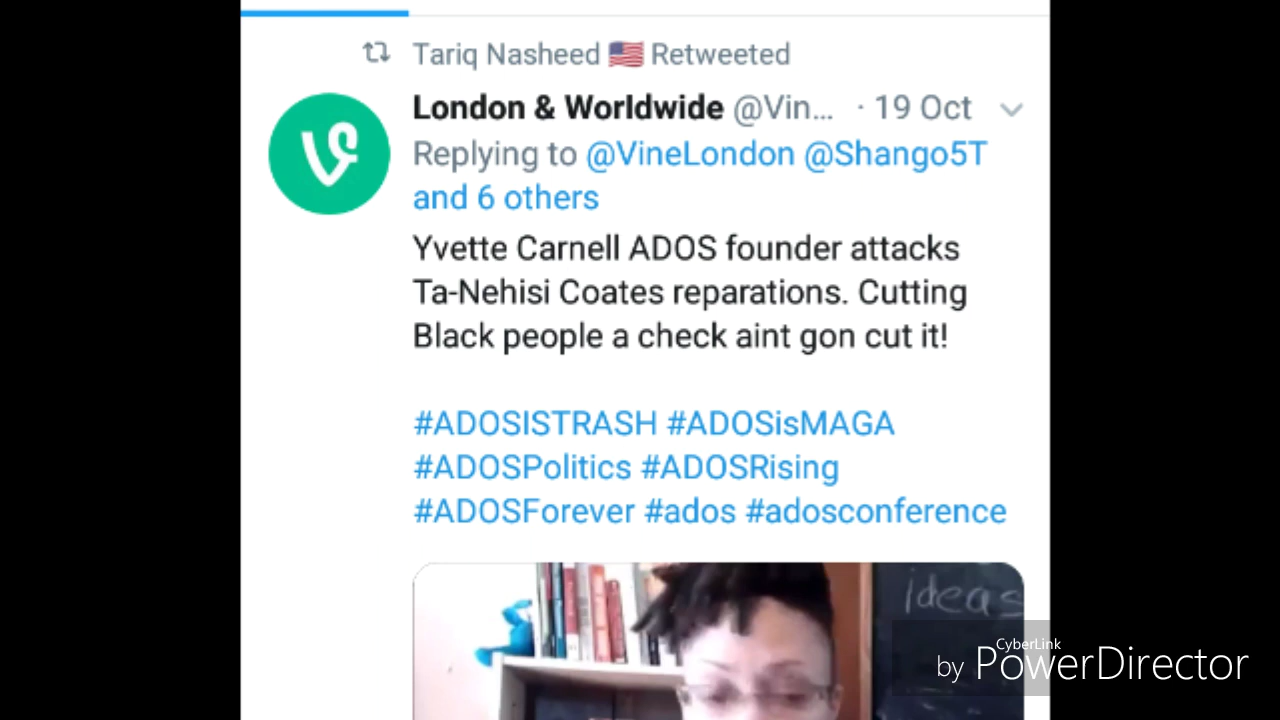 Tariq Nasheed 🇺🇸 Retweeted
London & Worldwide @Vin... · 19 Oct
Replying to @VineLondon @Shango5T
and 6 others
Yvette Carnell ADOS founder attacks
Ta-Nehisi Coates reparations. Cutting
Black people a check aint gon cut it!
#ADOSISTRASH #ADOSisMAGA
#ADOSPolitics #ADOSRising
#ADOSForever #ados #adosconference
ideas
CyberLink
by PowerDirector